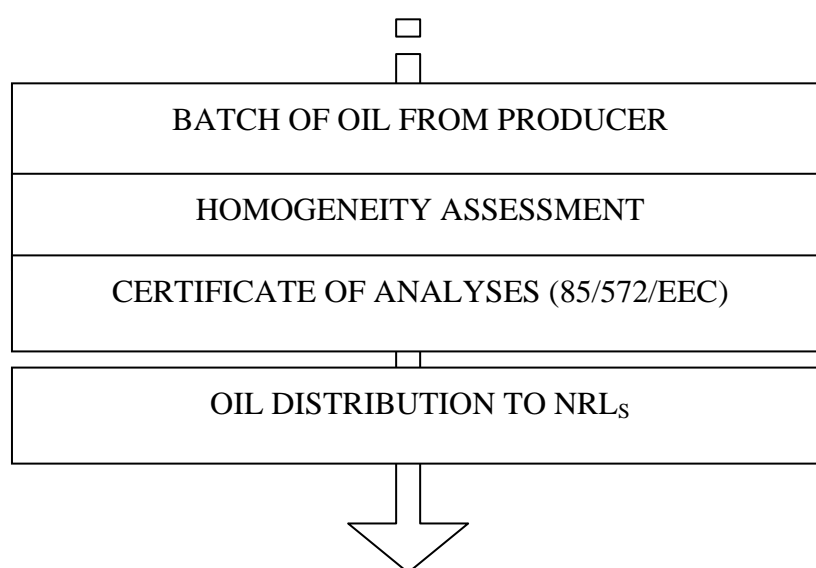 BATCH OF OIL FROM PRODUCER
HOMOGENEITY ASSESSMENT
CERTIFICATE OF ANALYSES (85/572/EEC)
OIL DISTRIBUTION TO NRLS